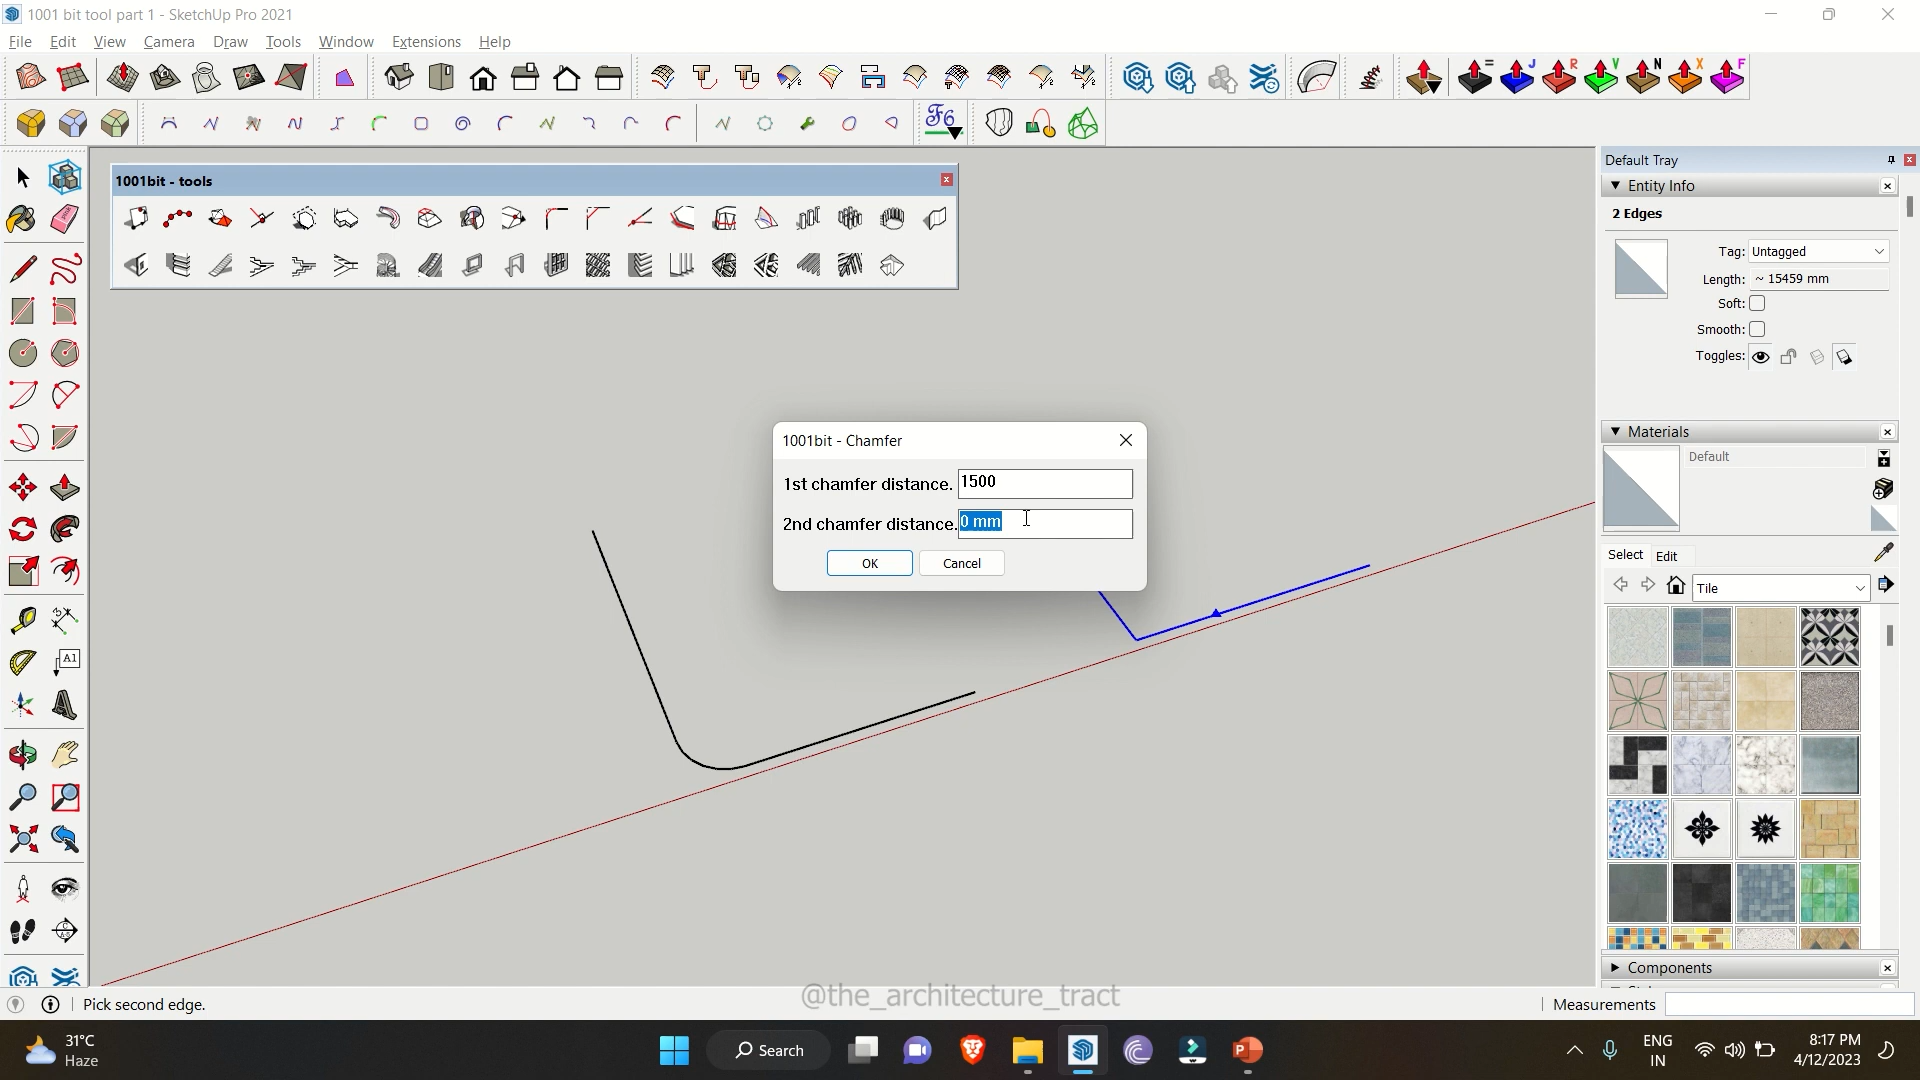 1001 bit tool part 1 - SketchUp Pro 2021
File Edit View Camera Draw Tools Window Extensions Help
= J R V N X F
F6
1001bit - tools
Default Tray
Entity Info
2 Edges
Tag: Untagged
Length: ~ 15459 mm
Soft:
Smooth:
Toggles:
1001bit - Chamfer
1st chamfer distance. 1500
2nd chamfer distance. 0 mm
OK Cancel
Materials
Default
Select Edit
Tile
A1
Components
Pick second edge.
@the_architecture_tract
Measurements
31°C
Haze
Search
ENG
IN
8:17 PM
4/12/2023